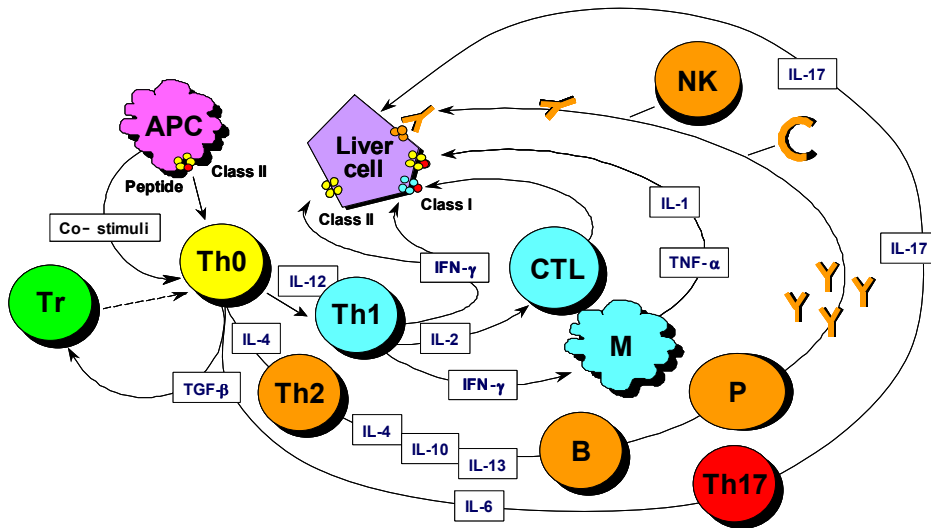 IL-17
NK
APC
Liver
cell
Class II
Peptide
Class II
Class I
IL-1
Co- stimuli
IL-17
Th0
IFN-γ
CTL
TNF-α
Tr
IL-12
Th1
IL-4
IL-2
M
TGF-β
Th2
IFN-γ
P
IL-4
IL-10
IL-13
B
Th17
IL-6